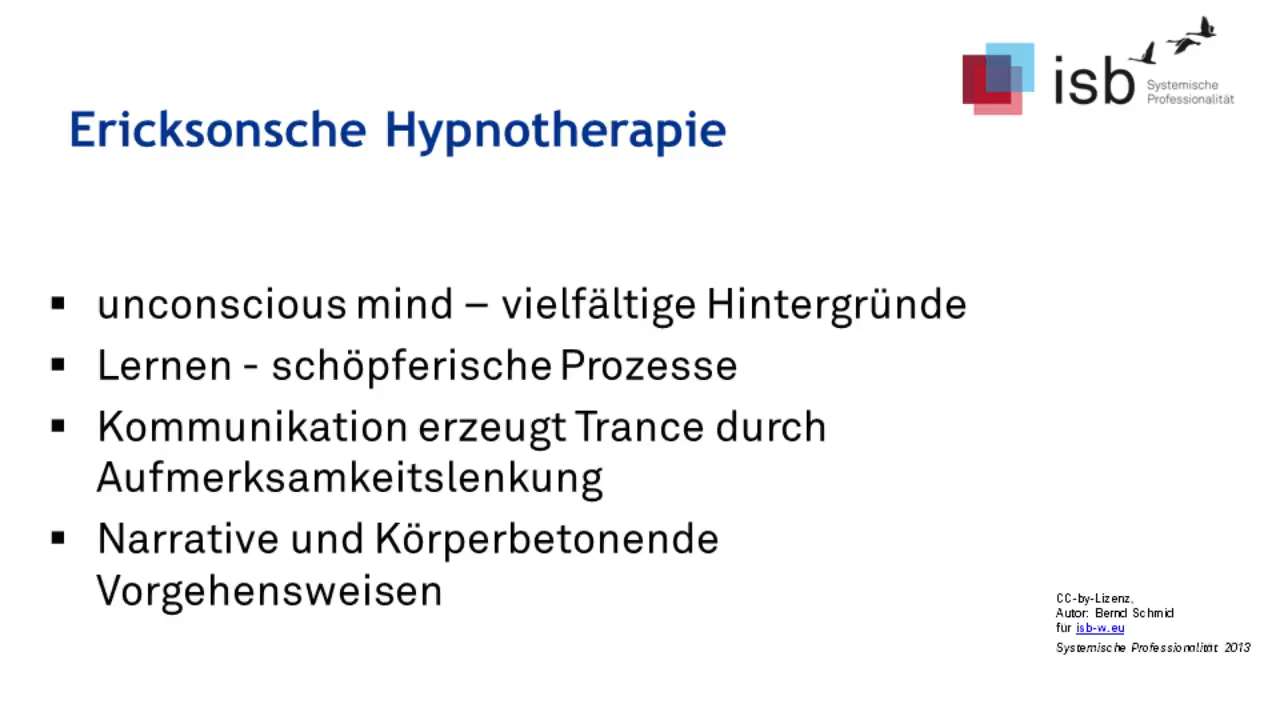 isb
Systemische
Professionalität
Ericksonsche Hypnotherapie
▪ unconscious mind – vielfältige Hintergründe
▪ Lernen - schöpferische Prozesse
▪ Kommunikation erzeugt Trance durch
Aufmerksamkeitslenkung
▪ Narrative und Körperbetonende
Vorgehensweisen
CC-by-Lizenz,
Autor: Bernd Schmid
für isb-w.eu
Systemische Professionalität 2013